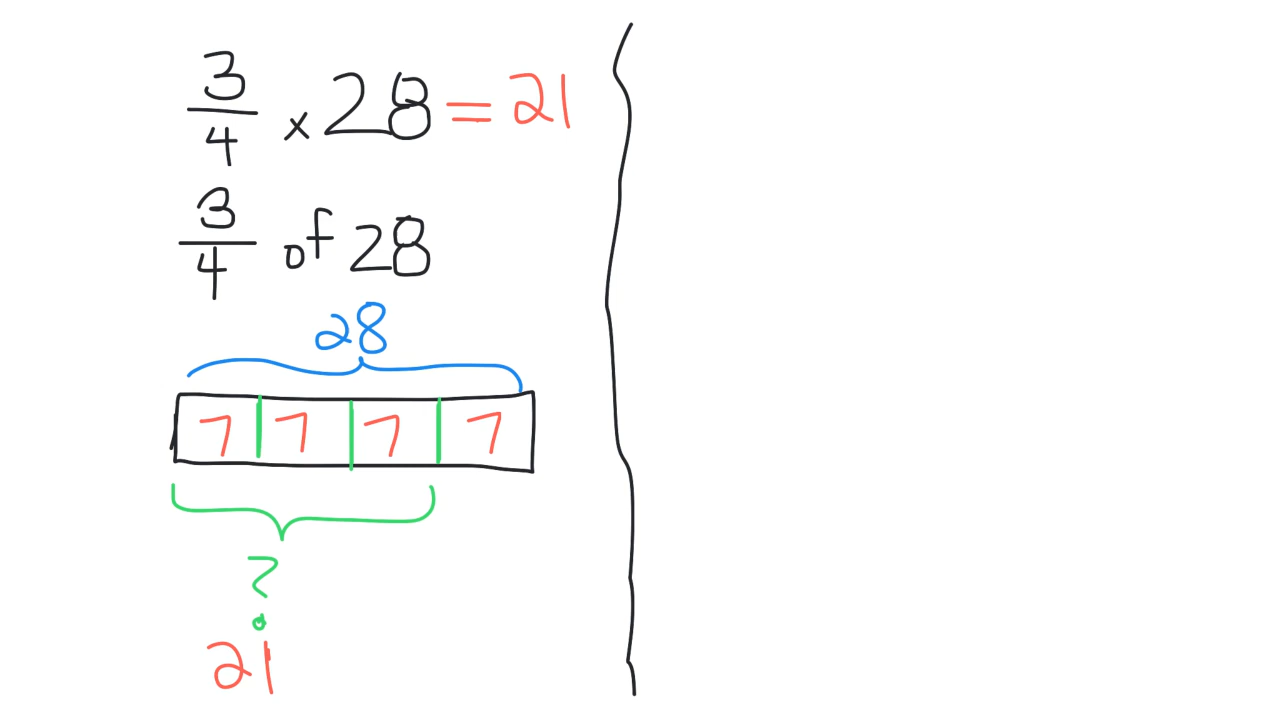 3/4 x 28 = 21
3/4 of 28
28
7 7 7 7
?
21